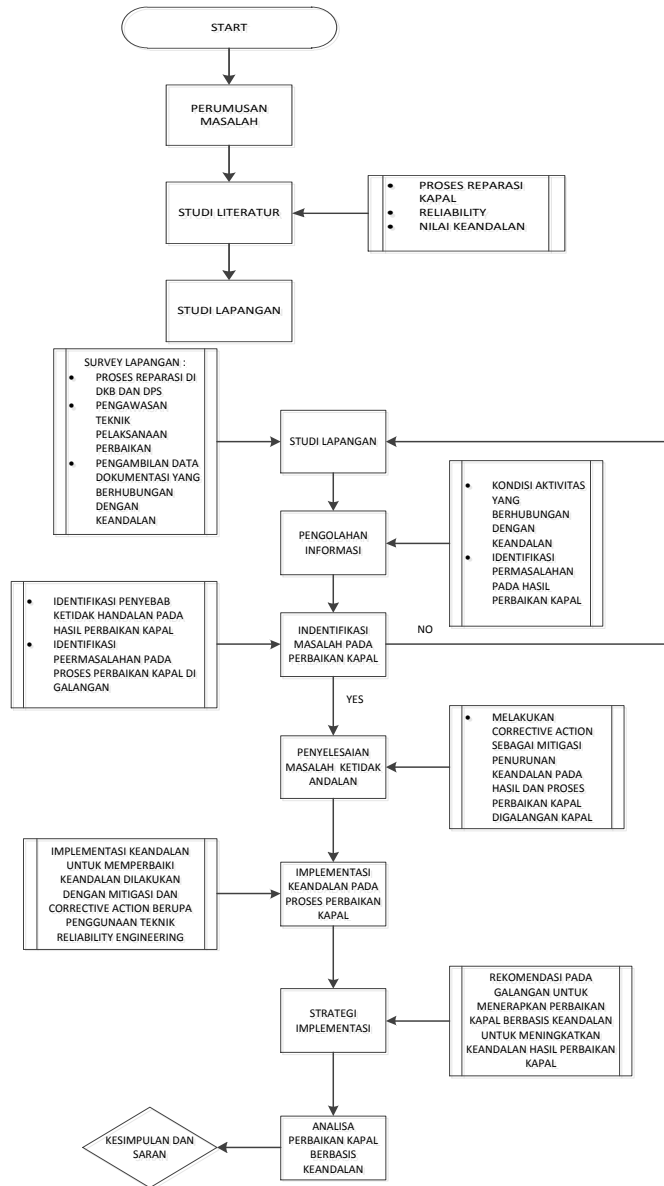 START
PERUMUSAN
MASALAH
STUDI LITERATUR
• PROSES REPARASI
KAPAL
• RELIABILITY
• NILAI KEANDALAN
STUDI LAPANGAN
SURVEY LAPANGAN :
• PROSES REPARASI DI
DKB DAN DPS
• PENGAWASAN
TEKNIK
PELAKSANAAN
PERBAIKAN
• PENGAMBILAN DATA
DOKUMENTASI YANG
BERHUBUNGAN
DENGAN
KEANDALAN
STUDI LAPANGAN
PENGOLAHAN
INFORMASI
• KONDISI AKTIVITAS
YANG
BERHUBUNGAN
DENGAN
KEANDALAN
• IDENTIFIKASI
PERMASALAHAN
PADA HASIL
PERBAIKAN KAPAL
• IDENTIFIKASI PENYEBAB
KETIDAK HANDALAN PADA
HASIL PERBAIKAN KAPAL
• IDENTIFIKASI
PEERMASALAHAN PADA
PROSES PERBAIKAN KAPAL DI
GALANGAN
INDENTIFIKASI
MASALAH PADA
PERBAIKAN KAPAL
NO
YES
PENYELESAIAN
MASALAH KETIDAK
ANDALAN
• MELAKUKAN
CORRECTIVE ACTION
SEBAGAI MITIGASI
PENURUNAN
KEANDALAN PADA
HASIL DAN PROSES
PERBAIKAN KAPAL
DIGALANGAN KAPAL
IMPLEMENTASI KEANDALAN
UNTUK MEMPERBAIKI
KEANDALAN DILAKUKAN
DENGAN MITIGASI DAN
CORRECTIVE ACTION BERUPA
PENGGUNAAN TEKNIK
RELIABILITY ENGINEERING
IMPLEMENTASI
KEANDALAN PADA
PROSES PERBAIKAN
KAPAL
STRATEGI
IMPLEMENTASI
REKOMENDASI PADA
GALANGAN UNTUK
MENERAPKAN PERBAIKAN
KAPAL BERBASIS KEANDALAN
UNTUK MENINGKATKAN
KEANDALAN HASIL PERBAIKAN
KAPAL
ANALISA
PERBAIKAN KAPAL
BERBASIS
KEANDALAN
KESIMPULAN DAN
SARAN